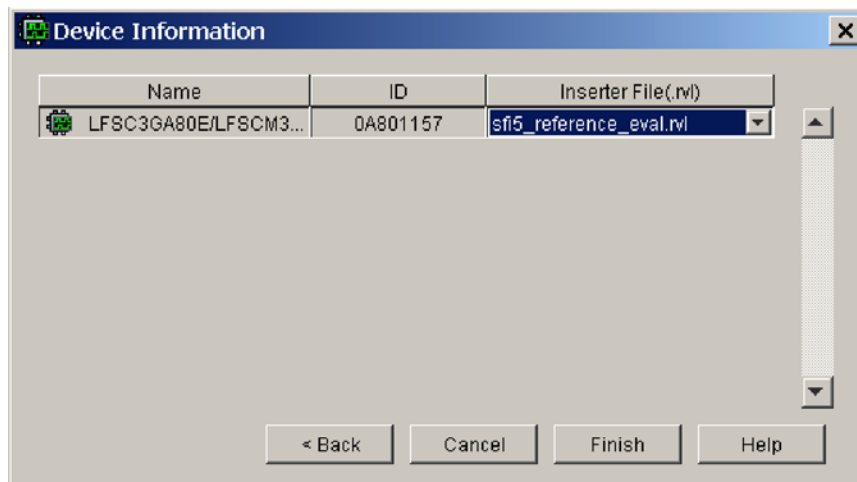 Device Information
Name ID Inserter File(.rvl)
LFSC3GA80E/LFSCM3... 0A801157 sfi5_reference_eval.rvl
< Back Cancel Finish Help